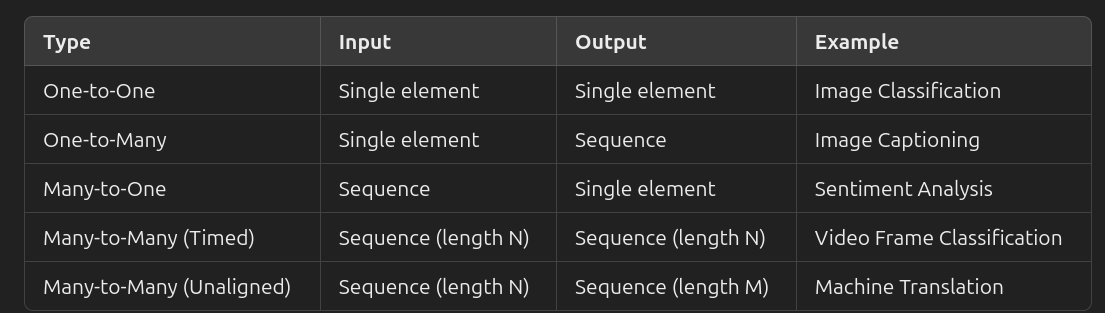 Type Input Output Example
One-to-One Single element Single element Image Classification
One-to-Many Single element Sequence Image Captioning
Many-to-One Sequence Single element Sentiment Analysis
Many-to-Many (Timed) Sequence (length N) Sequence (length N) Video Frame Classification
Many-to-Many (Unaligned) Sequence (length N) Sequence (length M) Machine Translation